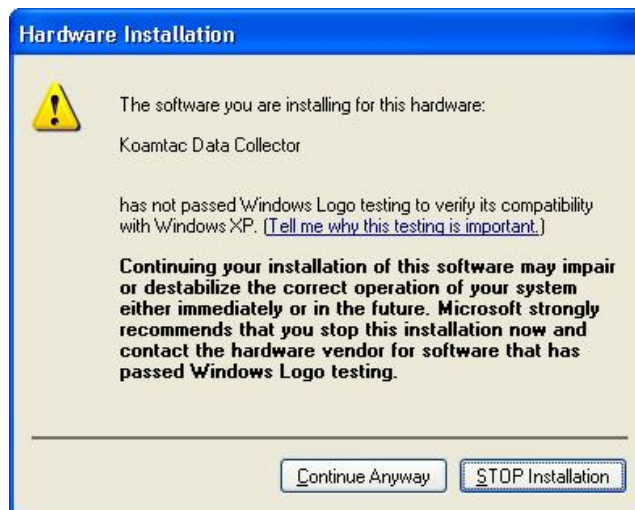 Hardware Installation
The software you are installing for this hardware:
Koamtac Data Collector
has not passed Windows Logo testing to verify its compatibility
with Windows XP. (Tell me why this testing is important.)
Continuing your installation of this software may impair
or destabilize the correct operation of your system
either immediately or in the future. Microsoft strongly
recommends that you stop this installation now and
contact the hardware vendor for software that has
passed Windows Logo testing.
Continue Anyway
STOP Installation